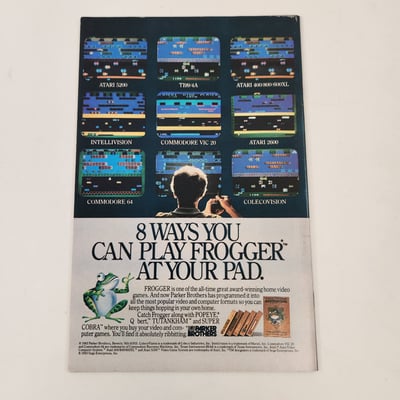 ATARI 5200 TI99/4A ATARI 400/800/600XL
INTELLIVISION COMMODORE VIC 20 ATARI 2600
COMMODORE 64 COLECOVISION
8 WAYS YOU
CAN PLAY FROGGER
AT YOUR PAD.
FROGGER is one of the all-time great award-winning home video
games. And now Parker Brothers has programmed it into
all the most popular video and computer formats so you can
keep things hopping in your own home.
Catch Frogger along with POPEYE,
Q*bert, TUTANKHAM and SUPER
COBRA where you buy your video and com-
puter games. You'll find it absolutely ribbitting.
PARKER
BROTHERS